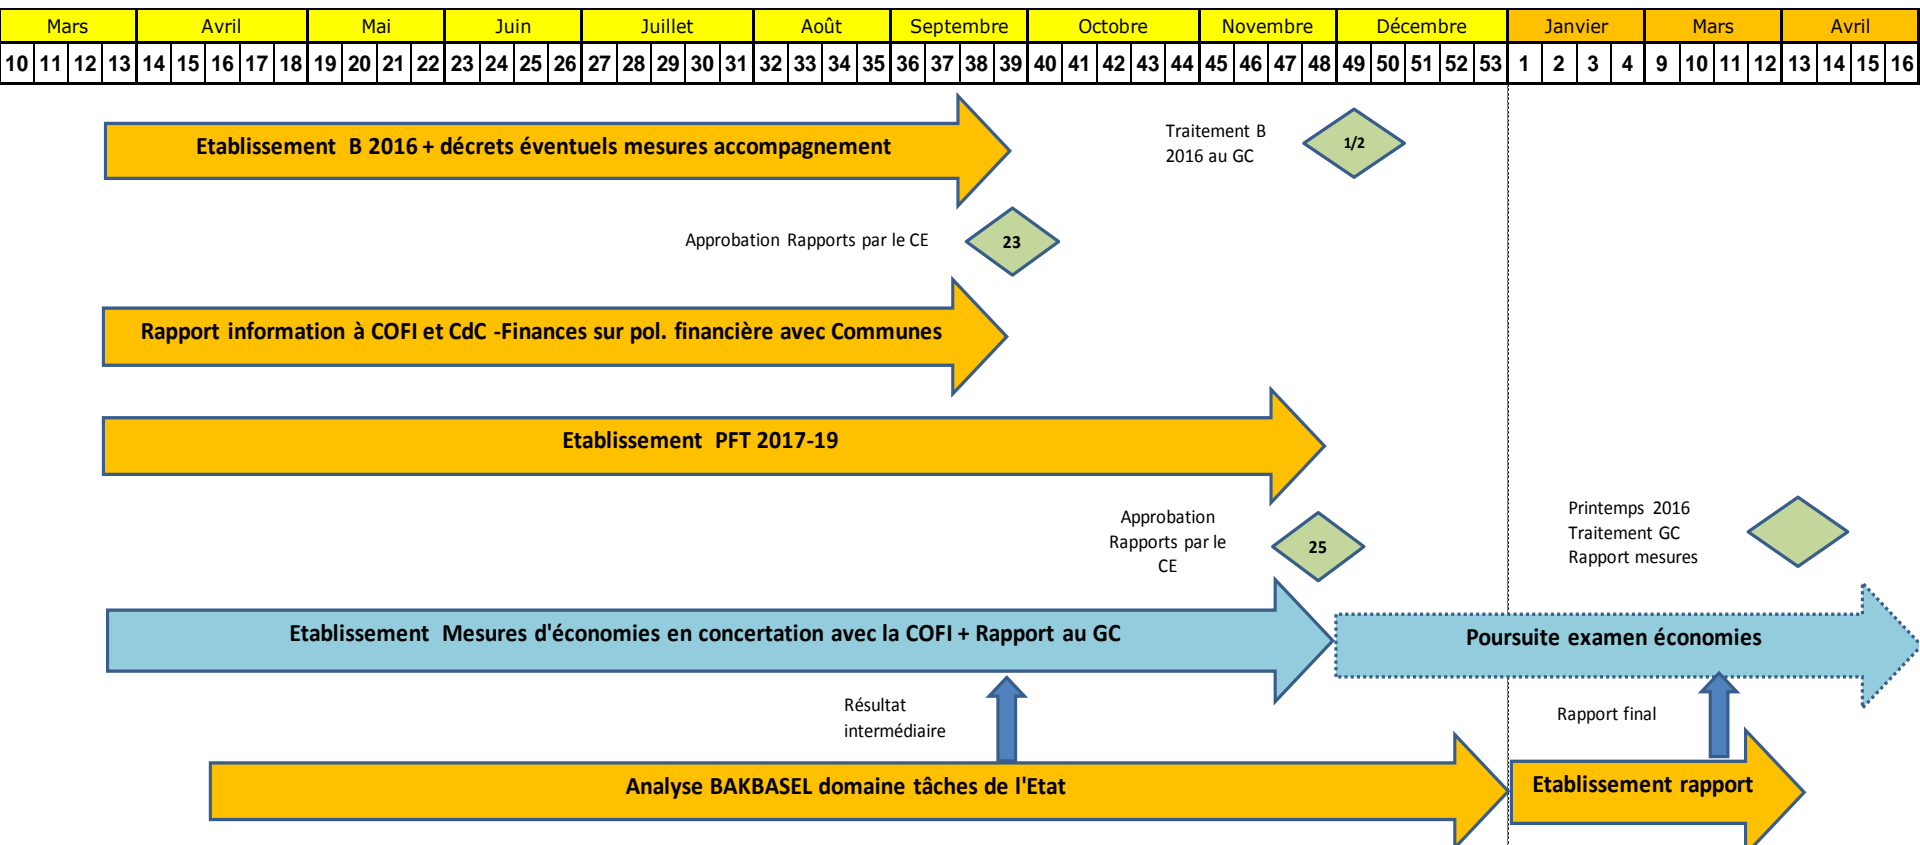 Mars Avril Mai Juin Juillet Août Septembre Octobre Novembre Décembre Janvier Mars Avril
10 11 12 13 14 15 16 17 18 19 20 21 22 23 24 25 26 27 28 29 30 31 32 33 34 35 36 37 38 39 40 41 42 43 44 45 46 47 48 49 50 51 52 53 1 2 3 4 9 10 11 12 13 14 15 16
Etablissement B 2016 + décrets éventuels mesures accompagnement
Traitement B
2016 au GC
1/2
Approbation Rapports par le CE
23
Rapport information à COFI et CdC -Finances sur pol. financière avec Communes
Etablissement PFT 2017-19
Approbation
Rapports par le
CE
25
Printemps 2016
Traitement GC
Rapport mesures
Etablissement Mesures d'économies en concertation avec la COFI + Rapport au GC
Poursuite examen économies
Résultat
intermédiaire
Rapport final
Analyse BAKBASEL domaine tâches de l'Etat
Etablissement rapport